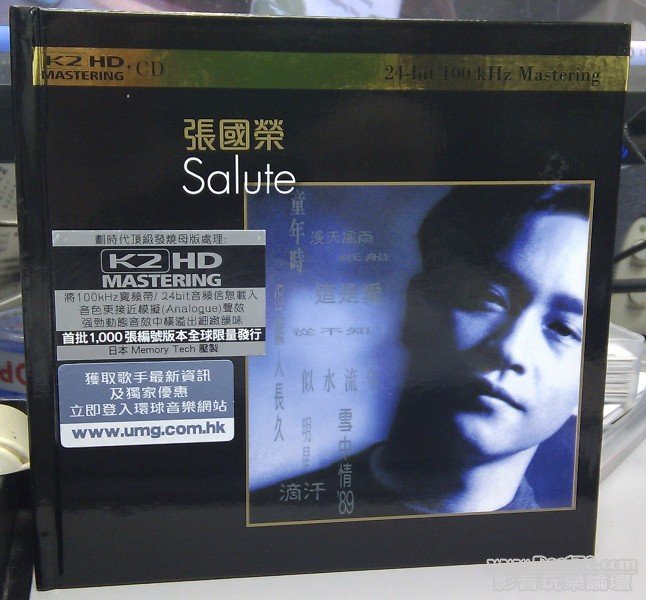 K2 HD
MASTERING + CD
24-bit 100 kHz Mastering
張國榮
Salute
劃時代頂級發燒母版處理:
K2 HD
MASTERING
將100kHz寬頻帶/24bit音頻信息載入
音色更接近模擬(Analogue)聲效
強勁動態音效中橫溢出細緻韻味
首批1,000張編號版本全球限量發行
日本 Memory Tech 壓製
獲取歌手最新資訊
及獨家優惠
立即登入環球音樂網站
www.umg.com.hk
童年時
漫天風雨
紙船
這是愛
從不知
但願人長久
似水流年
明星
雪中情'89
滴汗
影音玩樂論壇